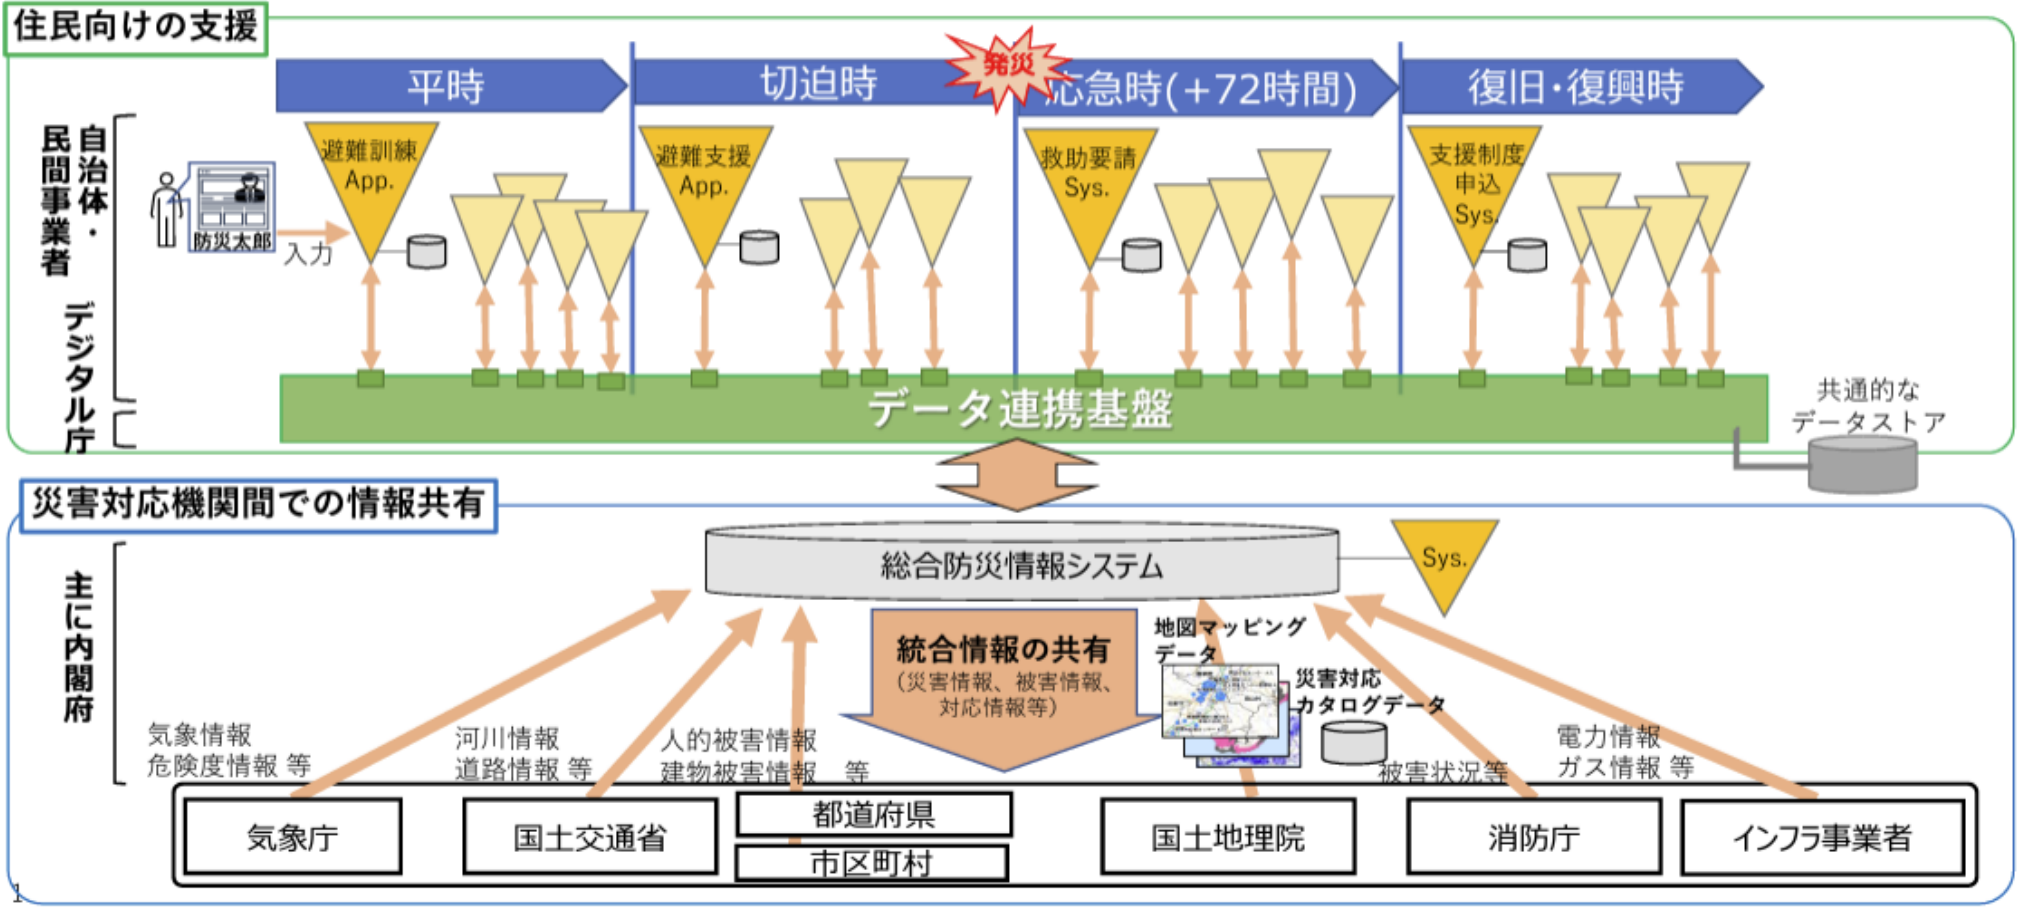 住民向けの支援
平時
切迫時
発災
応急時(+72時間)
復旧・復興時
自治体・
民間事業者
デジタル庁
防災太郎
入力
避難訓練
App.
避難支援
App.
救助要請
Sys.
支援制度
申込
Sys.
データ連携基盤
共通的な
データストア
災害対応機関間での情報共有
主に内閣府
総合防災情報システム
Sys.
統合情報の共有
(災害情報、被害情報、
対応情報等)
地図マッピング
データ
災害対応
カタログデータ
気象情報
危険度情報 等
河川情報
道路情報 等
人的被害情報
建物被害情報 等
被害状況等
電力情報
ガス情報 等
気象庁
国土交通省
都道府県
市区町村
国土地理院
消防庁
インフラ事業者
1